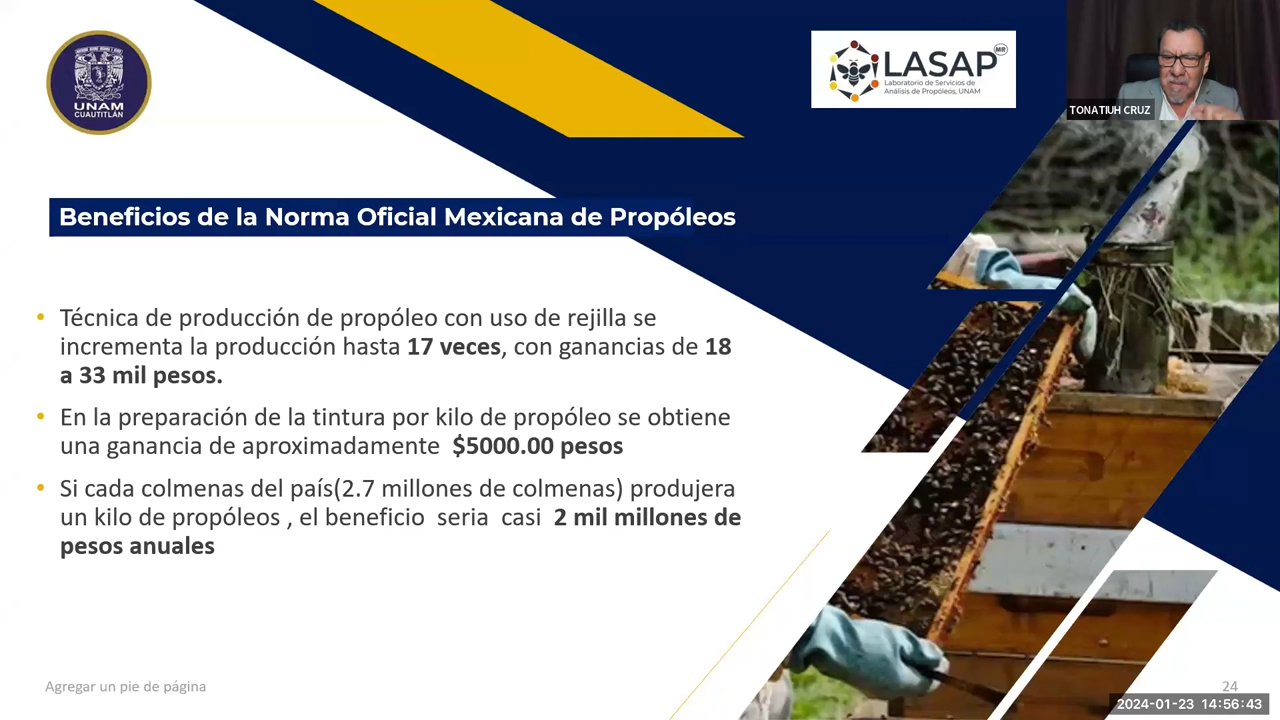 UNAM
CUAUTITLÁN
LASAP MR
Laboratorio de Servicios de
Análisis de Propóleos, UNAM
TONATIUH CRUZ
Beneficios de la Norma Oficial Mexicana de Propóleos
• Técnica de producción de propóleo con uso de rejilla se
incrementa la producción hasta 17 veces, con ganancias de 18
a 33 mil pesos.
• En la preparación de la tintura por kilo de propóleo se obtiene
una ganancia de aproximadamente $5000.00 pesos
• Si cada colmenas del país(2.7 millones de colmenas) produjera
un kilo de propóleos , el beneficio seria casi 2 mil millones de
pesos anuales
Agregar un pie de página
24
2024-01-23 14:56:43